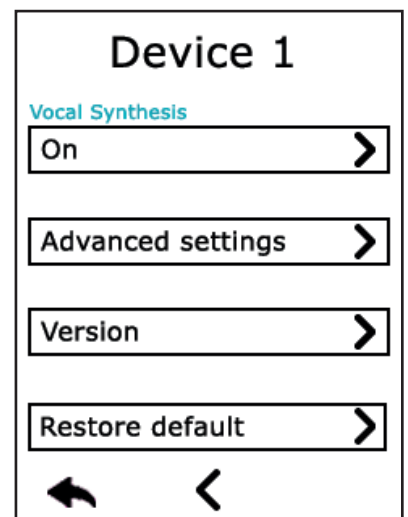 Device 1
Vocal Synthesis
On
Advanced settings
Version
Restore default